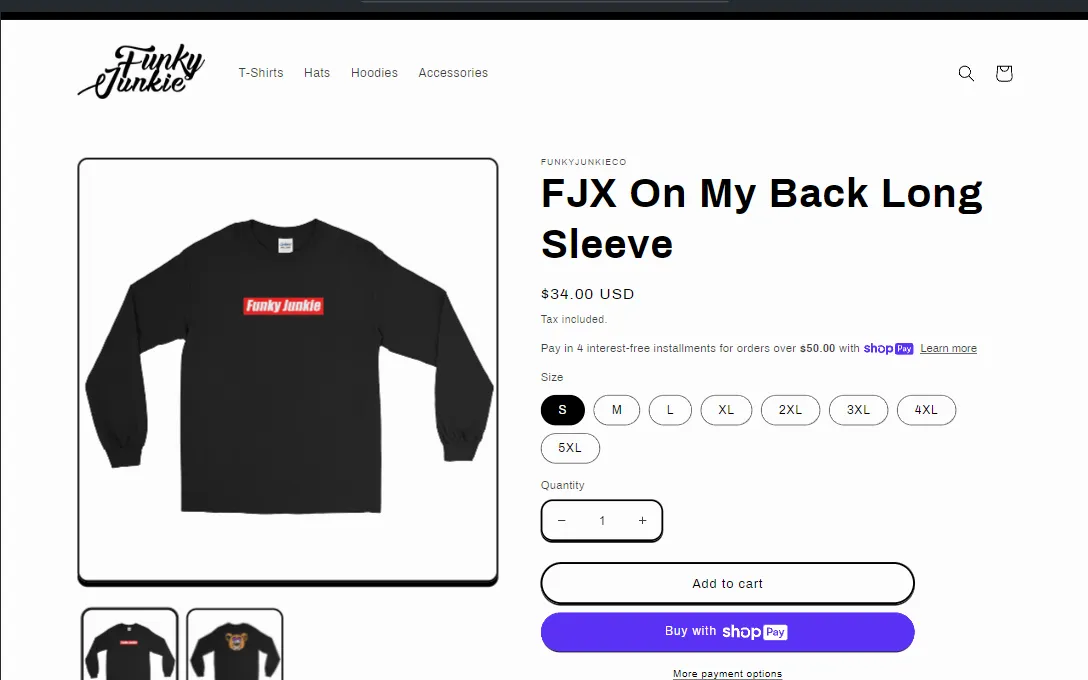 Funky
Junkie
T-Shirts Hats Hoodies Accessories
Funky Junkie
FUNKYJUNKIECO
FJX On My Back Long
Sleeve
$34.00 USD
Tax included.
Pay in 4 interest-free installments for orders over $50.00 with shop Pay Learn more
Size
S M L XL 2XL 3XL 4XL
5XL
Quantity
− 1 +
Add to cart
Buy with shop Pay
More payment options